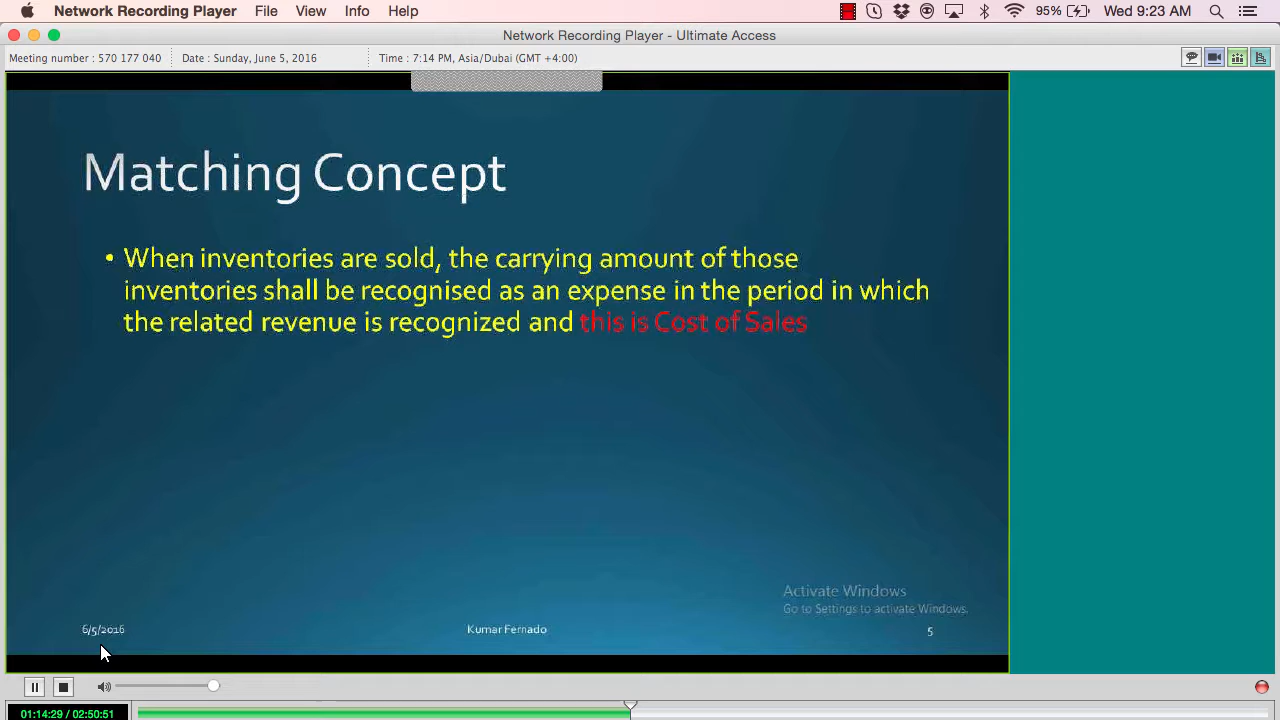 Network Recording Player File View Info Help 95% Wed 9:23 AM
Network Recording Player - Ultimate Access
Meeting number : 570 177 040 Date : Sunday, June 5, 2016 Time : 7:14 PM, Asia/Dubai (GMT +4:00)
Matching Concept
• When inventories are sold, the carrying amount of those
inventories shall be recognised as an expense in the period in which
the related revenue is recognized and this is Cost of Sales
Activate Windows
Go to Settings to activate Windows.
6/5/2016 Kumar Fernado 5
01:14:29 / 02:50:51